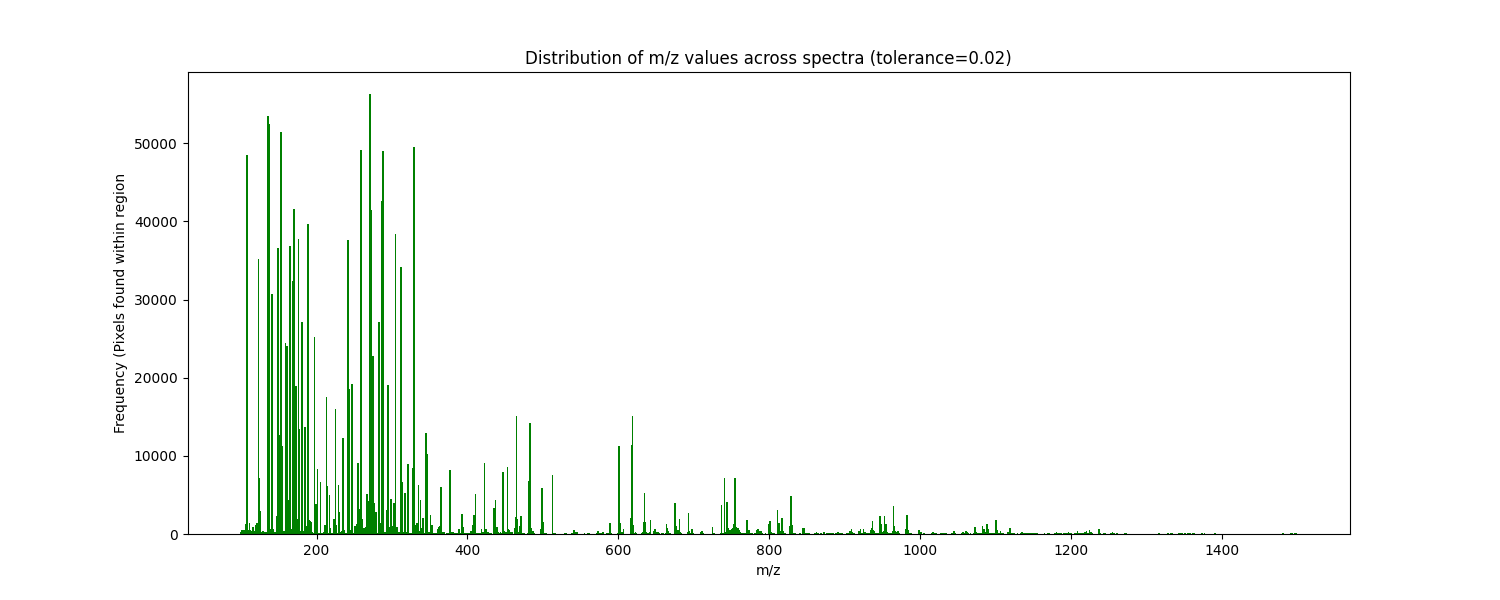 Distribution of m/z values across spectra (tolerance=0.02)
Frequency (Pixels found within region
50000
40000
30000
20000
10000
0
200 400 600 800 1000 1200 1400
m/z